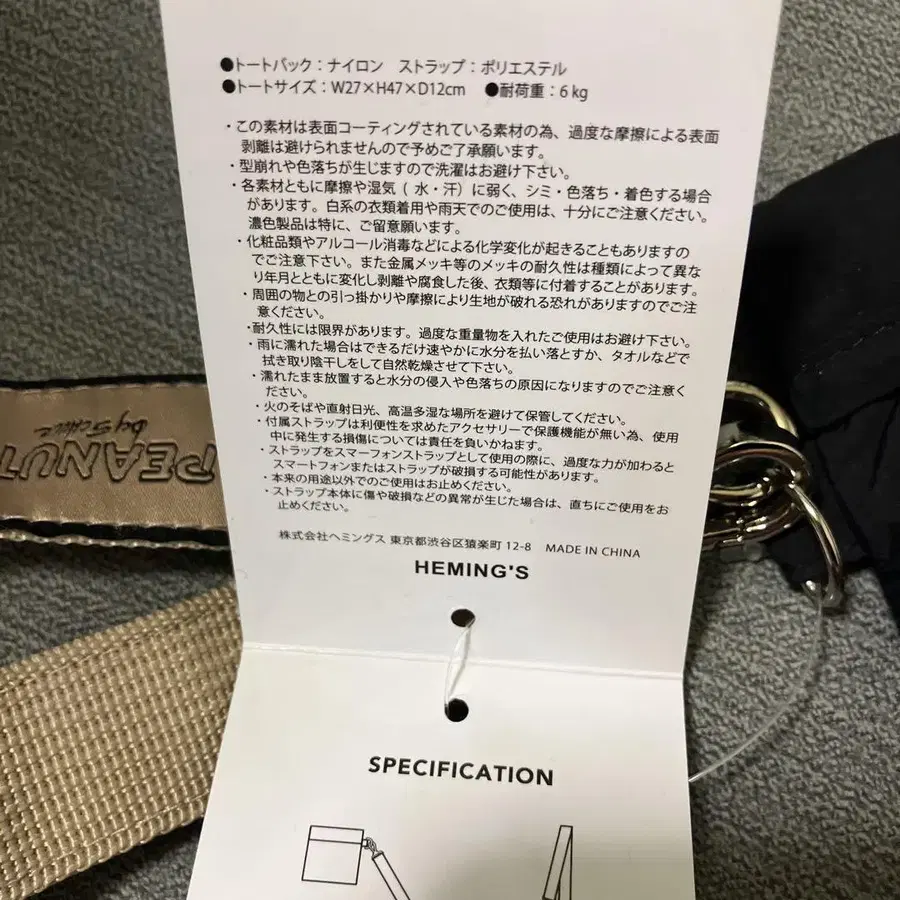 ●トートバック：ナイロン　ストラップ：ポリエステル
●トートサイズ：W27×H47×D12cm　●耐荷重：6 kg
・この素材は表面コーティングされている素材の為、過度な摩擦による表面
剥離は避けられませんので予めご了承願います。
・型崩れや色落ちが生じますので洗濯はお避け下さい。
・各素材ともに摩擦や湿気（ 水・汗）に弱く、シミ・色落ち・着色する場合
があります。白系の衣類着用や雨天でのご使用は、十分にご注意ください。
濃色製品は特に、ご留意願います。
・化粧品類やアルコール消毒などによる化学変化が起きることもありますの
でご注意下さい。また金属メッキ等のメッキの耐久性は種類によって異な
り年月とともに変化し剥離や腐食した後、衣類等に付着することがあります。
・周囲の物との引っ掛かりや摩擦により生地が破れる恐れがありますのでご注
意ください。
・耐久性には限界があります。過度な重量物を入れたご使用はお避け下さい。
・雨に濡れた場合はできるだけ速やかに水分を払い落とすか、タオルなどで
拭き取り陰干しをして自然乾燥させて下さい。
・濡れたまま放置すると水分の侵入や色落ちの原因になりますのでご注意く
ださい。
・火のそばや直射日光、高温多湿な場所を避けて保管してください。
・付属ストラップは利便性を求めたアクセサリーで保護機能が無い為、使用
中に発生する損傷については責任を負いかねます。
・ストラップをスマーフォンストラップとして使用の際に、過度な力が加わると
スマートフォンまたはストラップが破損する可能性があります。
・本来の用途以外でのご使用はお止めください。
・ストラップ本体に傷や破損などの異常が生じた場合は、直ちにご使用をお
止めください。
株式会社ヘミングス 東京都渋谷区猿楽町 12-8　MADE IN CHINA
HEMING'S
SPECIFICATION
PEANUT
by Schulz